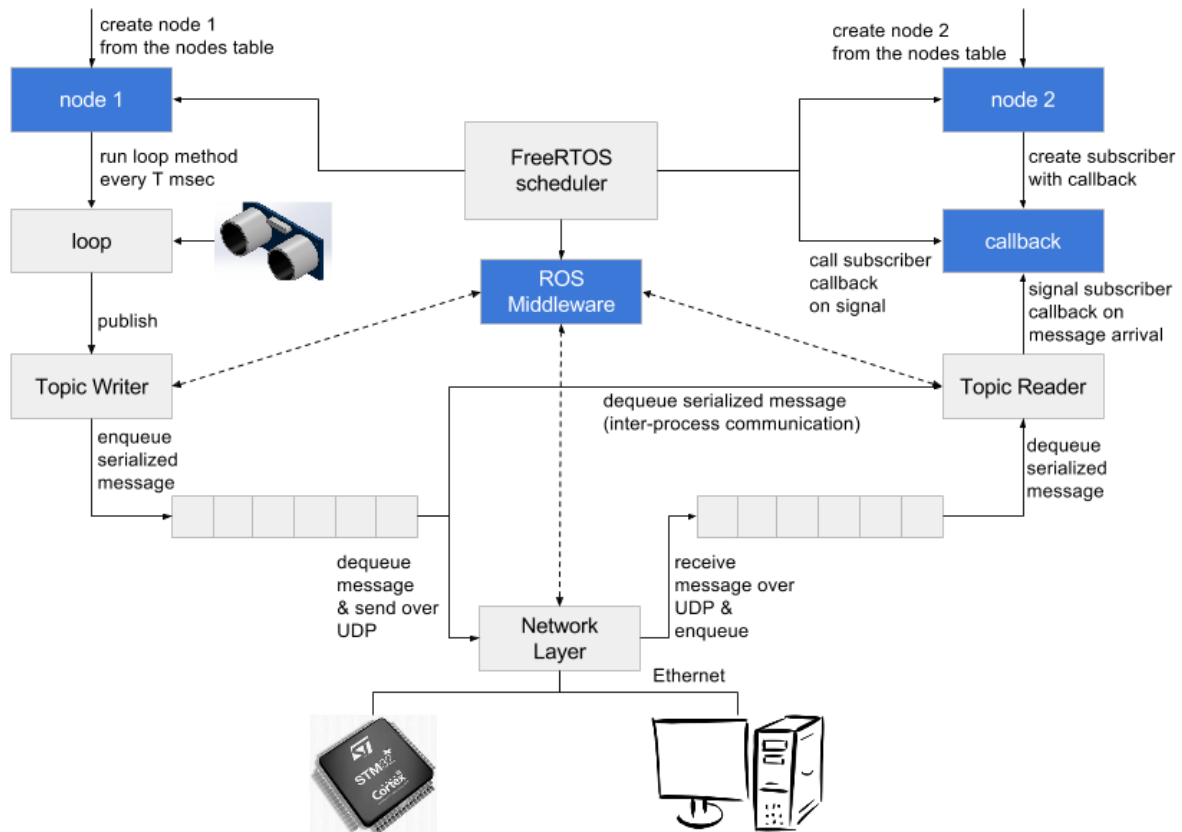 create node 1
from the nodes table
create node 2
from the nodes table
node 1
node 2
FreeRTOS
scheduler
run loop method
every T msec
create subscriber
with callback
loop
callback
call subscriber
callback
on signal
ROS
Middleware
signal subscriber
callback on
message arrival
publish
Topic Writer
Topic Reader
dequeue serialized message
(inter-process communication)
enqueue
serialized
message
dequeue
serialized
message
dequeue
message
& send over
UDP
receive
message over
UDP &
enqueue
Network
Layer
Ethernet
ST
STM32
Cortex